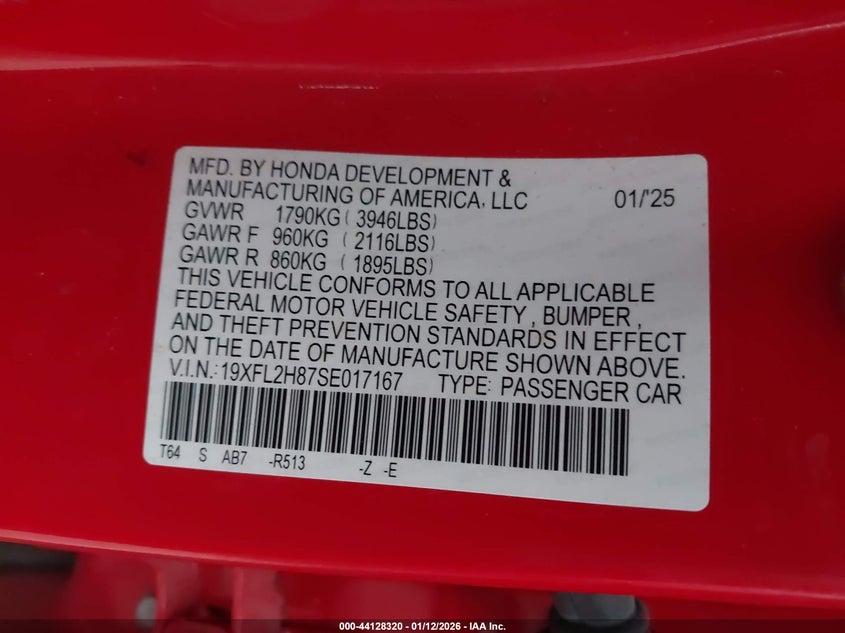 MFD. BY HONDA DEVELOPMENT &
MANUFACTURING OF AMERICA, LLC 01/'25
GVWR 1790KG ( 3946LBS)
GAWR F 960KG ( 2116LBS)
GAWR R 860KG ( 1895LBS)
THIS VEHICLE CONFORMS TO ALL APPLICABLE
FEDERAL MOTOR VEHICLE SAFETY , BUMPER ,
AND THEFT PREVENTION STANDARDS IN EFFECT
ON THE DATE OF MANUFACTURE SHOWN ABOVE.
V.I.N.:19XFL2H87SE017167 TYPE: PASSENGER CAR
T64 S AB7 -R513 -Z -E
000-44128320 - 01/12/2026 - IAA Inc.